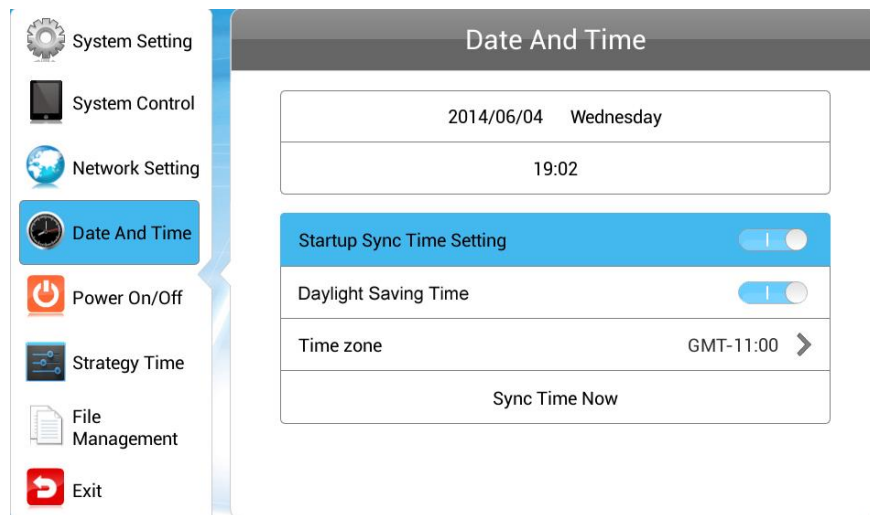 System Setting
System Control
Network Setting
Date And Time
Power On/Off
Strategy Time
File
Management
Exit
Date And Time
2014/06/04 Wednesday
19:02
Startup Sync Time Setting
Daylight Saving Time
Time zone GMT-11:00
Sync Time Now